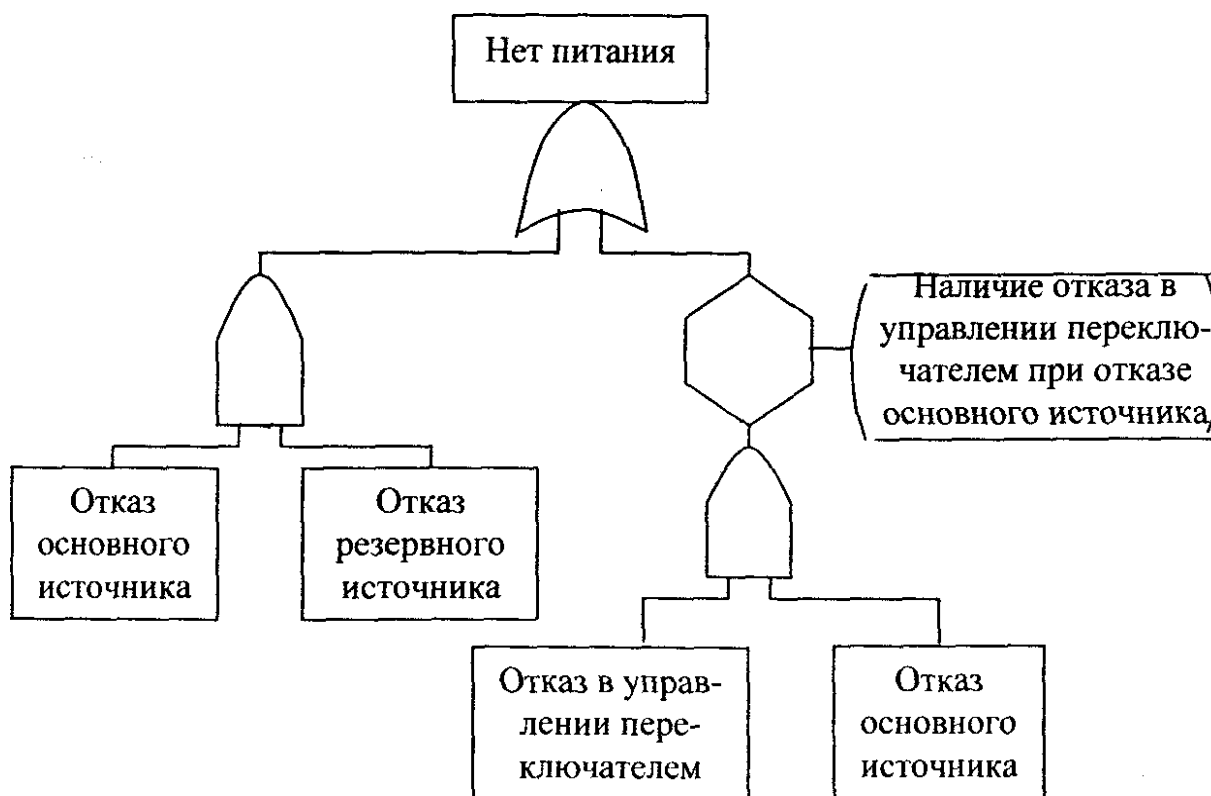 Нет питания
Наличие отказа в
управлении переклю-
чателем при отказе
основного источника
Отказ
основного
источника
Отказ
резервного
источника
Отказ в управ-
лении пере-
ключателем
Отказ
основного
источника